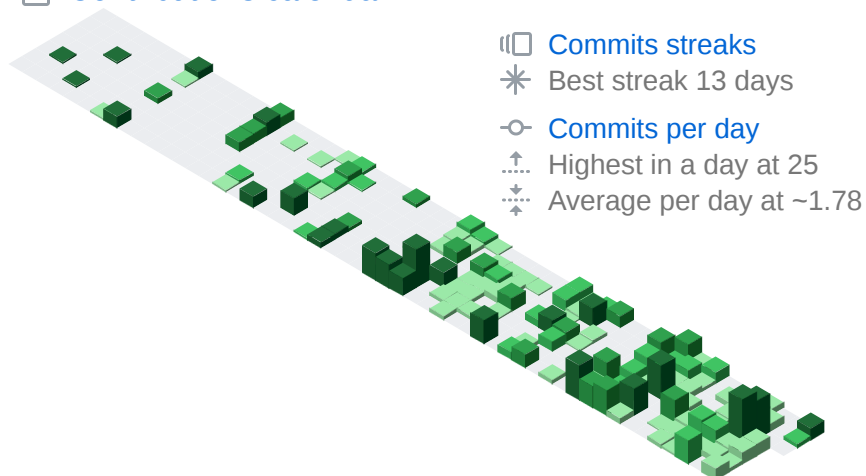 Commits streaks
Best streak 13 days
Commits per day
Highest in a day at 25
Average per day at ~1.78